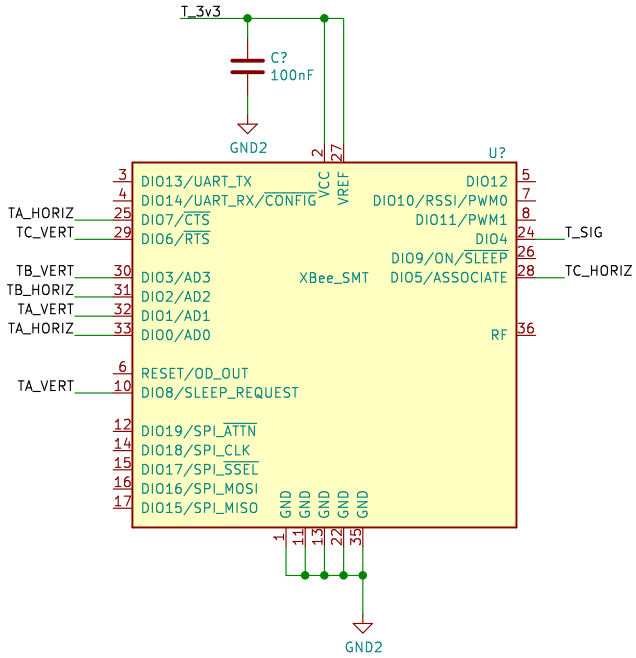 T_3v3
C?
100nF
GND2
U?
2
27
VCC
VREF
3 DIO13/UART_TX
4 DIO14/UART_RX/CONFIG
TA_HORIZ 25 DIO7/CTS
TC_VERT 29 DIO6/RTS
TB_VERT 30 DIO3/AD3
TB_HORIZ 31 DIO2/AD2
TA_VERT 32 DIO1/AD1
TA_HORIZ 33 DIO0/AD0
6 RESET/OD_OUT
TA_VERT 10 DIO8/SLEEP_REQUEST
12 DIO19/SPI_ATTN
14 DIO18/SPI_CLK
15 DIO17/SPI_SSEL
16 DIO16/SPI_MOSI
17 DIO15/SPI_MISO
XBee_SMT
DIO12 5
DIO10/RSSI/PWM0 7
DIO11/PWM1 8
DIO4 24 T_SIG
DIO9/ON/SLEEP 26
DIO5/ASSOCIATE 28 TC_HORIZ
RF 36
GND GND GND GND GND
1 11 13 22 35
GND2